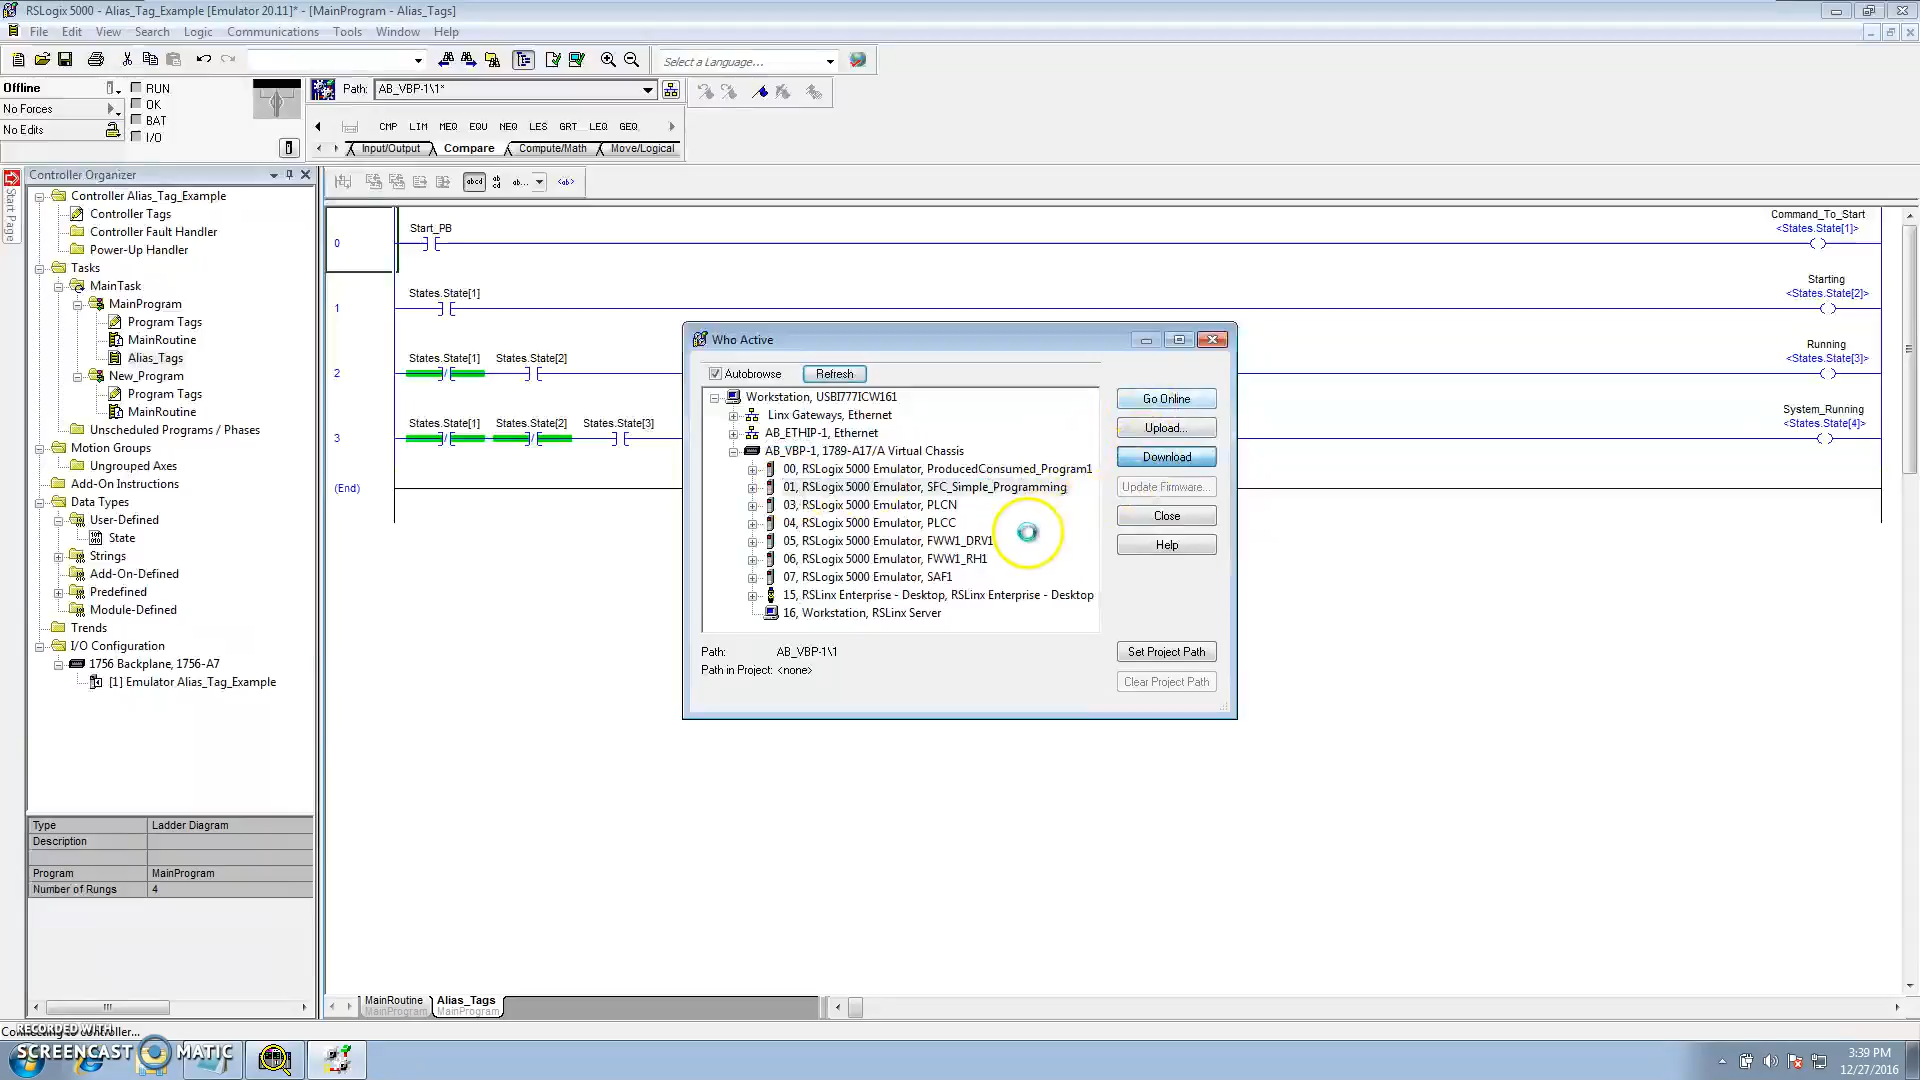 RSLogix 5000 - Alias_Tag_Example [Emulator 20.11]* - [MainProgram - Alias_Tags]
File Edit View Search Logic Communications Tools Window Help
Select a Language...
Offline RUN
No Forces OK
No Edits BAT
I/O
Path: AB_VBP-1\1*
CMP LIM MEQ EQU NEQ LES GRT LEQ GEQ
Input/Output Compare Compute/Math Move/Logical
Start Page
Controller Organizer
Controller Alias_Tag_Example
Controller Tags
Controller Fault Handler
Power-Up Handler
Tasks
MainTask
MainProgram
Program Tags
MainRoutine
Alias_Tags
New_Program
Program Tags
MainRoutine
Unscheduled Programs / Phases
Motion Groups
Ungrouped Axes
Add-On Instructions
Data Types
User-Defined
State
Strings
Add-On-Defined
Predefined
Module-Defined
Trends
I/O Configuration
1756 Backplane, 1756-A7
[1] Emulator Alias_Tag_Example
Type Ladder Diagram
Description
Program MainProgram
Number of Rungs 4
abcd ab cd ab... <ab>
Start_PB
Command_To_Start
<States.State[1]>
0
States.State[1]
Starting
<States.State[2]>
1
States.State[1] States.State[2]
Running
<States.State[3]>
2
States.State[1] States.State[2] States.State[3]
System_Running
<States.State[4]>
3
(End)
Who Active
Autobrowse Refresh
Workstation, USBI777ICW161
Linx Gateways, Ethernet
AB_ETHIP-1, Ethernet
AB_VBP-1, 1789-A17/A Virtual Chassis
00, RSLogix 5000 Emulator, ProducedConsumed_Program1
01, RSLogix 5000 Emulator, SFC_Simple_Programming
03, RSLogix 5000 Emulator, PLCN
04, RSLogix 5000 Emulator, PLCC
05, RSLogix 5000 Emulator, FWW1_DRV1
06, RSLogix 5000 Emulator, FWW1_RH1
07, RSLogix 5000 Emulator, SAF1
15, RSLinx Enterprise - Desktop, RSLinx Enterprise - Desktop
16, Workstation, RSLinx Server
Go Online
Upload...
Download
Update Firmware...
Close
Help
Set Project Path
Clear Project Path
Path: AB_VBP-1\1
Path in Project: <none>
MainRoutine
MainProgram
Alias_Tags
MainProgram
Connecting to controller...
RECORDED WITH
SCREENCAST MATIC
3:39 PM
12/27/2016